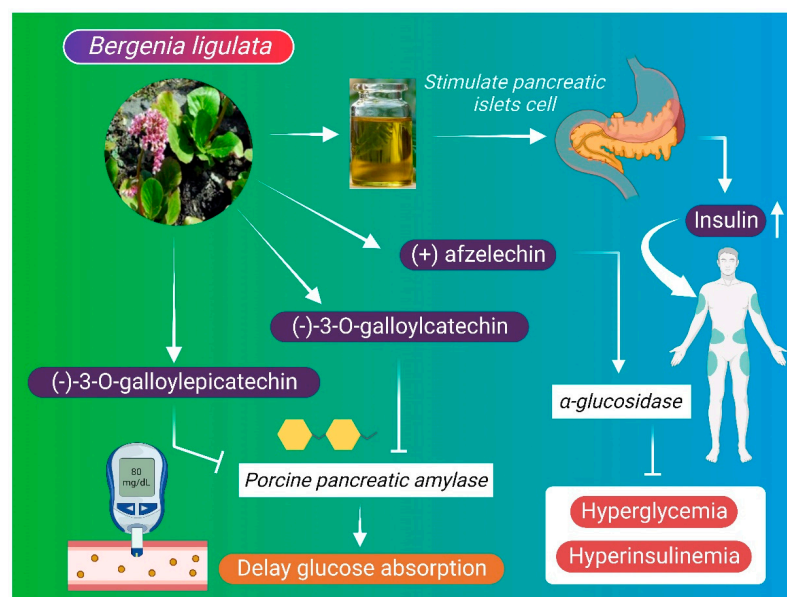 Bergenia ligulata
Stimulate pancreatic
islets cell
Insulin
(+) afzelechin
(-)-3-O-galloylcatechin
(-)-3-O-galloylepicatechin
α-glucosidase
80
mg/dL
Porcine pancreatic amylase
Hyperglycemia
Hyperinsulinemia
Delay glucose absorption